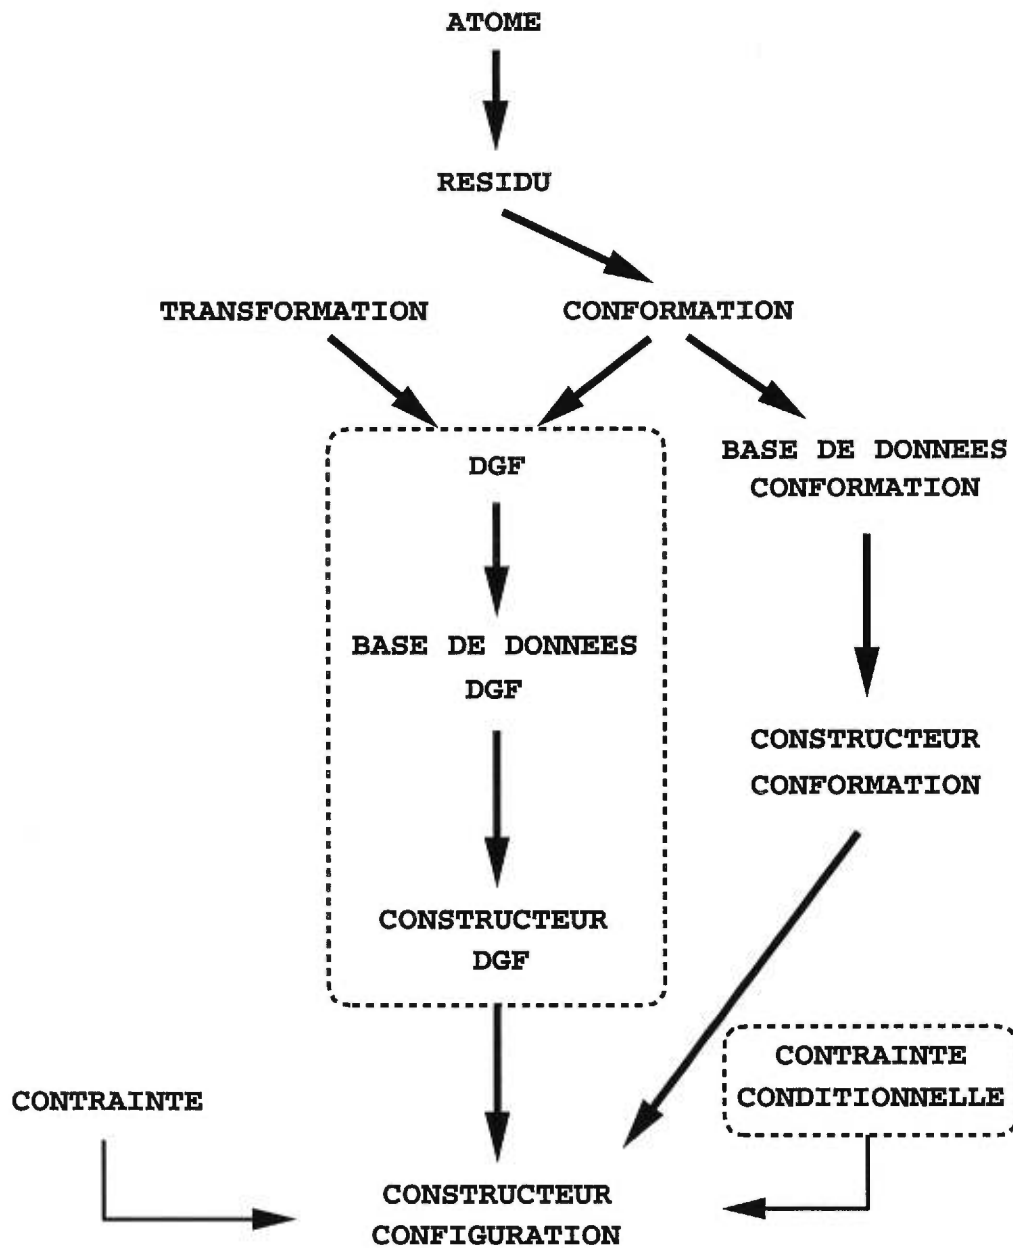 ATOME
RESIDU
TRANSFORMATION
CONFORMATION
DGF
BASE DE DONNEES
CONFORMATION
BASE DE DONNEES
DGF
CONSTRUCTEUR
CONFORMATION
CONSTRUCTEUR
DGF
CONTRAINTE
CONTRAINTE
CONDITIONNELLE
CONSTRUCTEUR
CONFIGURATION